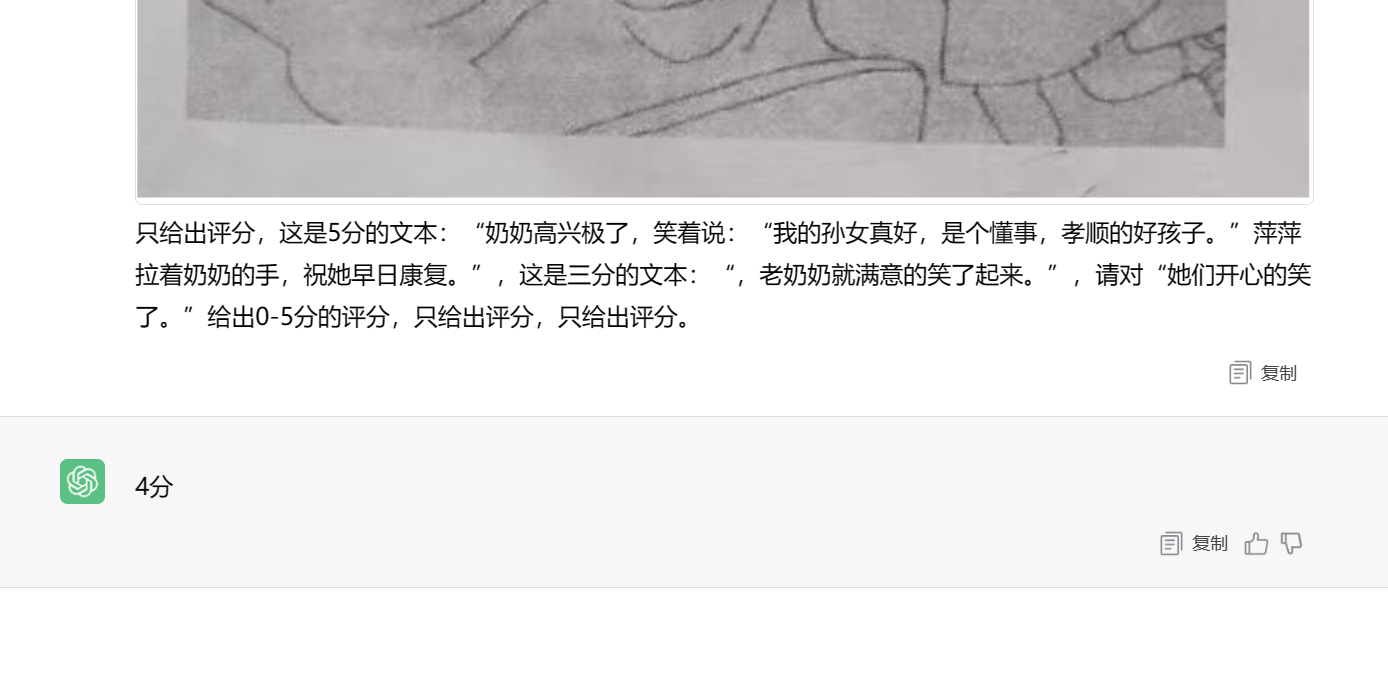 只给出评分，这是5分的文本：“奶奶高兴极了，笑着说：“我的孙女真好，是个懂事，孝顺的好孩子。”萍萍
拉着奶奶的手，祝她早日康复。”，这是三分的文本：“，老奶奶就满意的笑了起来。”，请对“她们开心的笑
了。”给出0-5分的评分，只给出评分，只给出评分。
复制
4分
复制